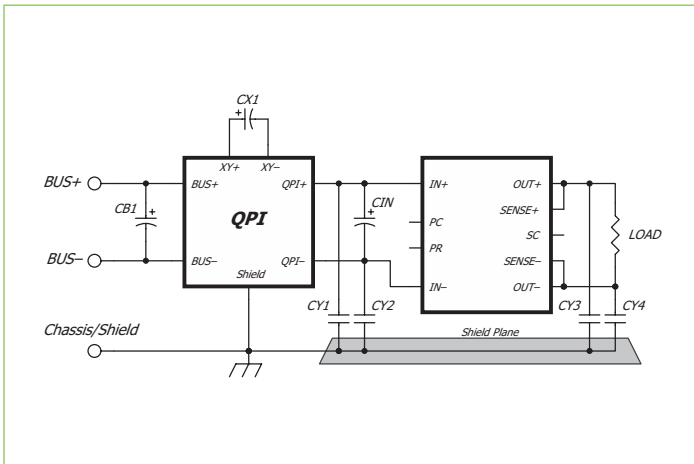 CX1
+
XY+ XY–
BUS+
BUS+ QPI+
CB1
+
QPI
CIN
+
BUS–
BUS– QPI–
Shield
IN+ OUT+
SENSE+
PC
SC
PR
SENSE–
IN– OUT–
LOAD
CY1 CY2
CY3 CY4
Chassis/Shield
Shield Plane